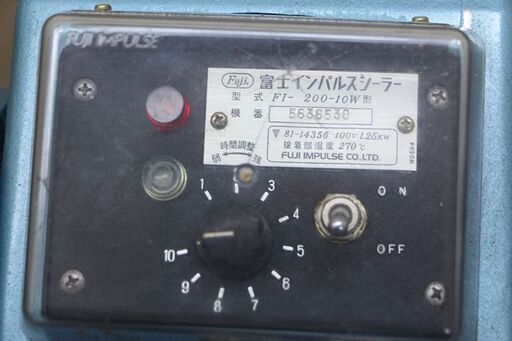 FUJI IMPULSE
Fuji 富士インパルスシーラー
型式 FI- 200-10W形
機番 5636530
〒 81-14356 100V 1.25KW
接着部温度 270℃
FUJI IMPULSE CO.,LTD.
W0594
時間調整
弱 強
1
3
4
5
6
7
8
9
10
ON
OFF